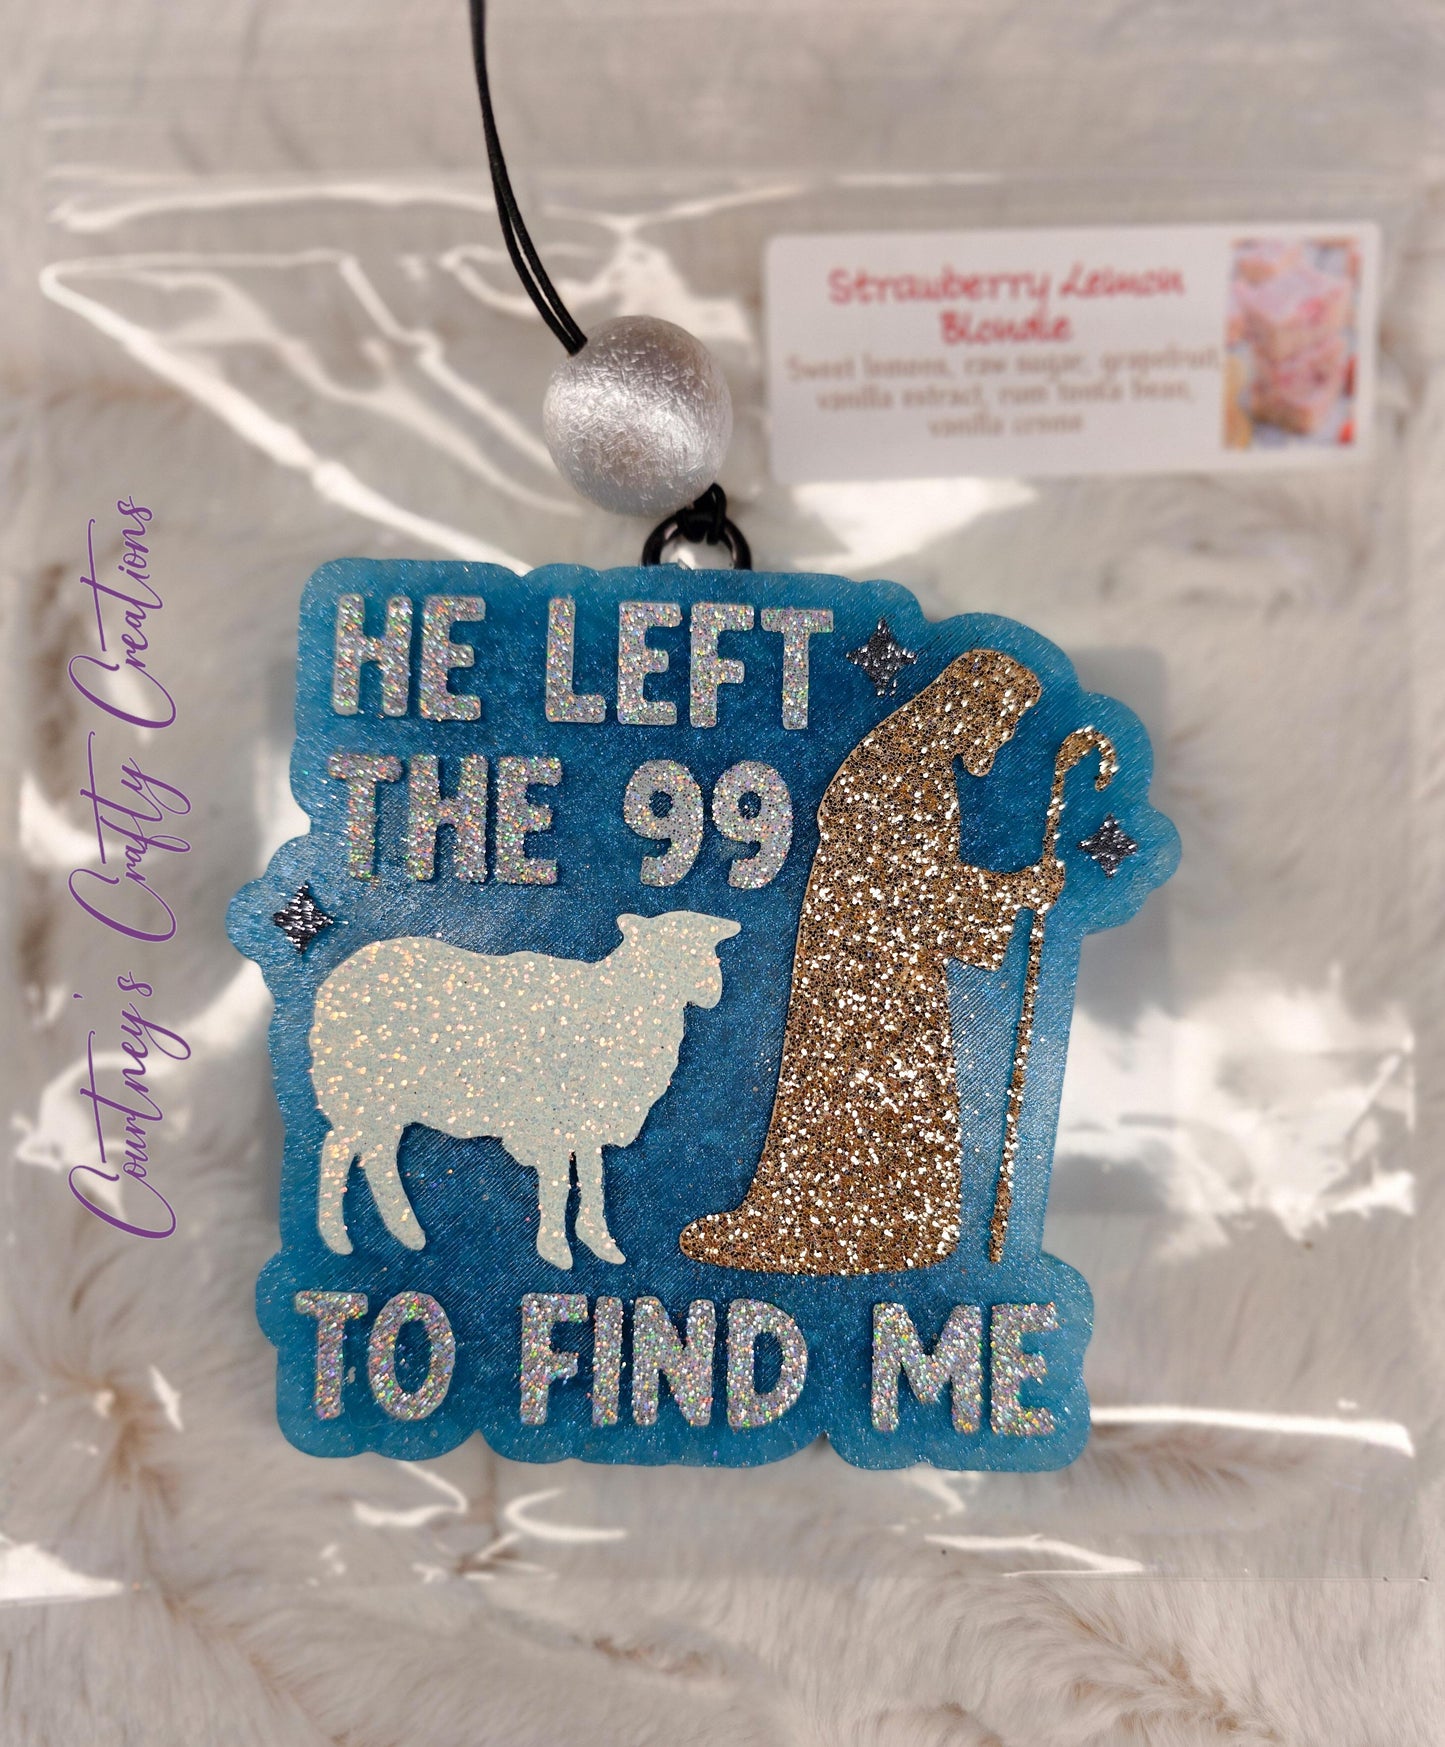 Strawberry Lemon
Blondie
Sweet lemons, raw sugar, grapefruit,
vanilla extract, rum tonka bean,
vanilla creme
HE LEFT
THE 99
TO FIND ME
Courtney's Crafty Creations